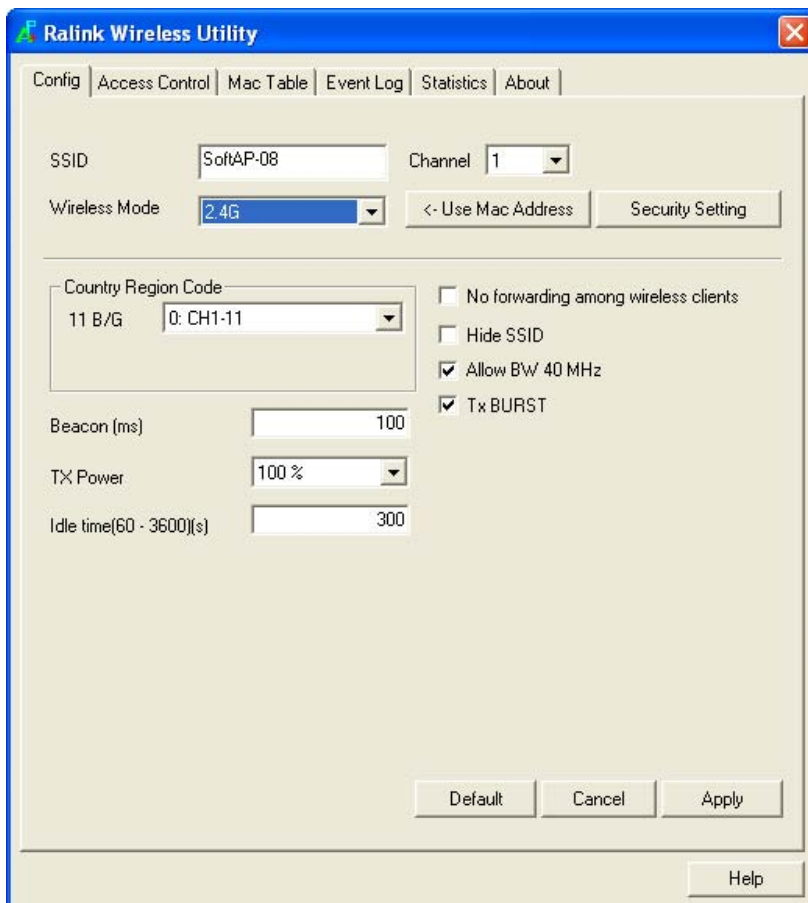 Ralink Wireless Utility
Config Access Control Mac Table Event Log Statistics About
SSID SoftAP-08 Channel 1
Wireless Mode 2.4G <- Use Mac Address Security Setting
Country Region Code
11 B/G 0: CH1-11
No forwarding among wireless clients
Hide SSID
Allow BW 40 MHz
Tx BURST
Beacon (ms) 100
TX Power 100 %
Idle time(60 - 3600)(s) 300
Default Cancel Apply
Help